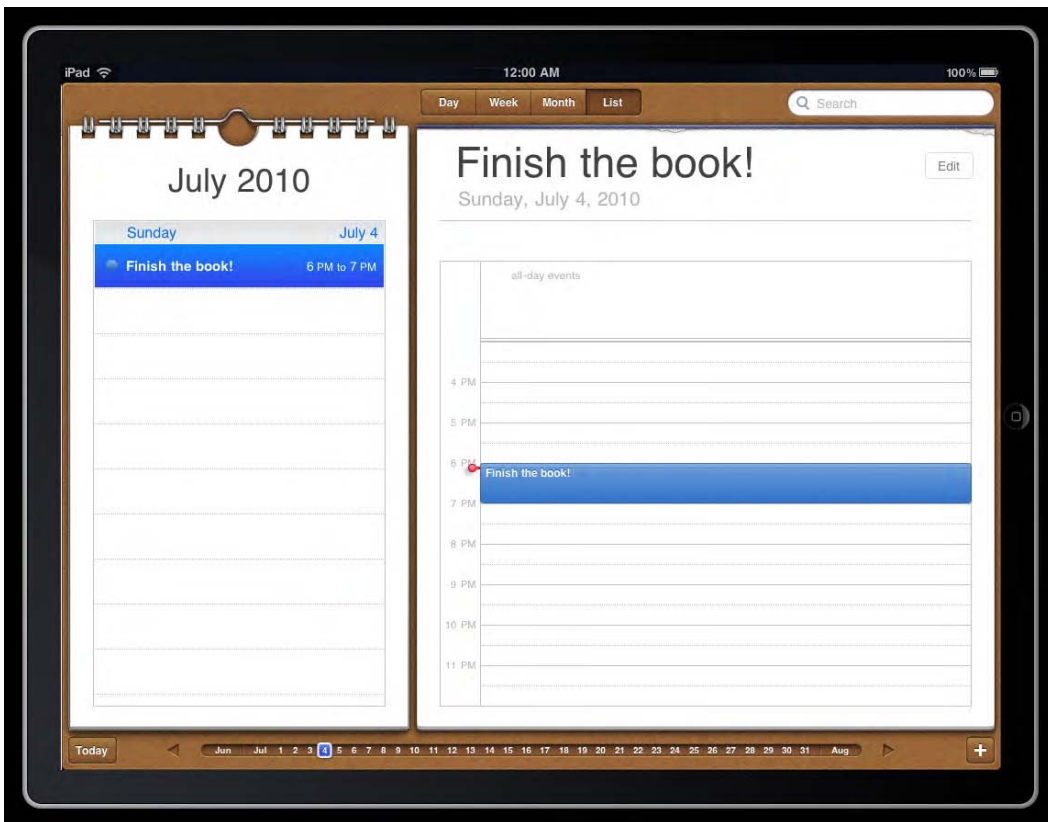 iPad 12:00 AM 100%
Day Week Month List Search
July 2010
Sunday July 4
Finish the book! 6 PM to 7 PM
Finish the book! Edit
Sunday, July 4, 2010
all-day events
4 PM
5 PM
6 PM
Finish the book!
7 PM
8 PM
9 PM
10 PM
11 PM
Today Jun Jul 1 2 3 4 5 6 7 8 9 10 11 12 13 14 15 16 17 18 19 20 21 22 23 24 25 26 27 28 29 30 31 Aug +